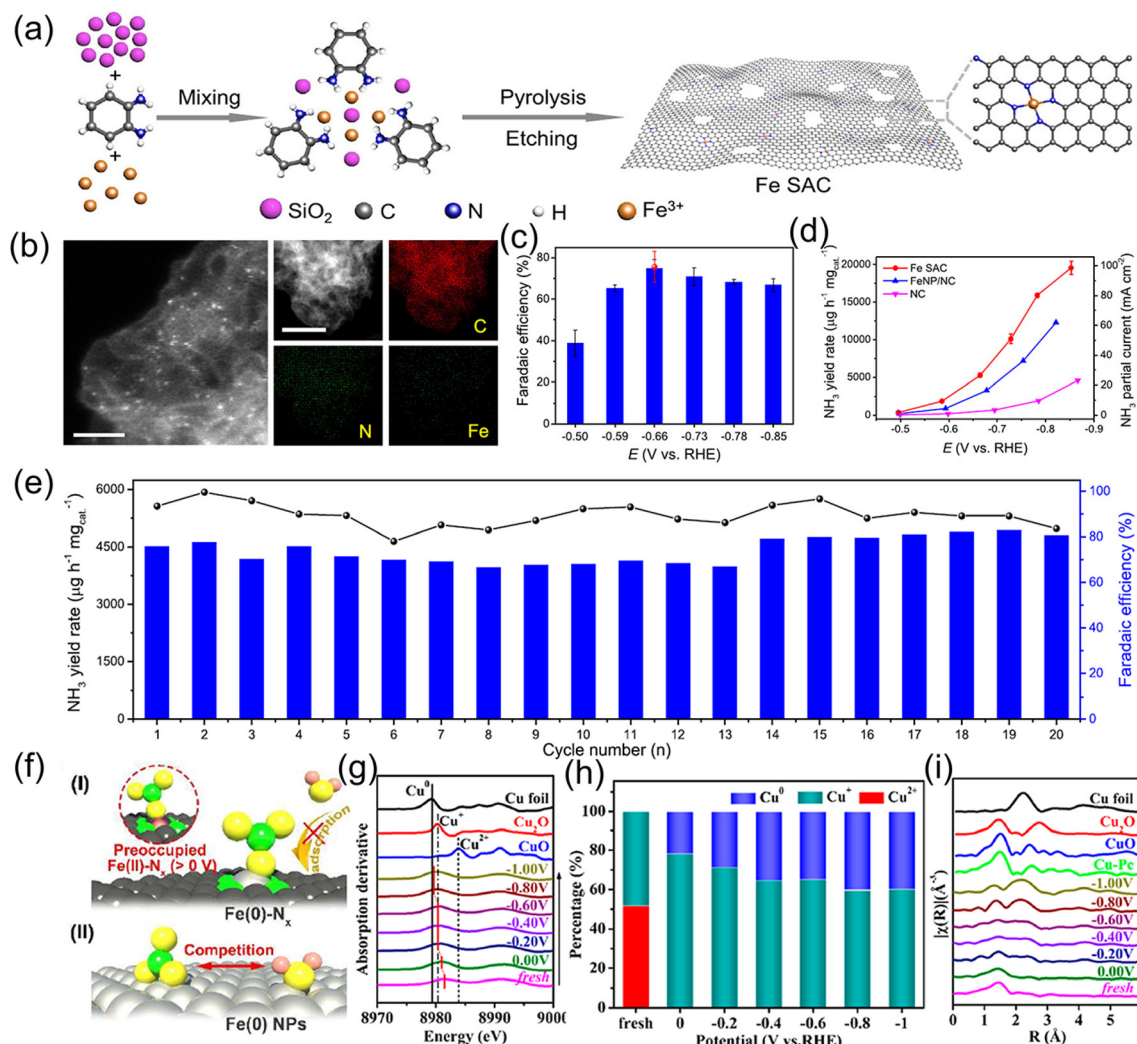 (a)
+
+
Mixing
Pyrolysis
Etching
Fe SAC
SiO₂ C N H Fe³⁺
(b)
C
N
Fe
(c)
Faradaic efficiency (%)
80
60
40
20
0
-0.50 -0.59 -0.66 -0.73 -0.78 -0.85
E (V vs. RHE)
(d)
NH₃ yield rate (μg h⁻¹ mg_cat.⁻¹)
20000
15000
10000
5000
0
Fe SAC
FeNP/NC
NC
100
80
60
40
20
0
NH₃ partial current (mA cm⁻²)
-0.5 -0.6 -0.7 -0.8 -0.9
E (V vs. RHE)
(e)
NH₃ yield rate (μg h⁻¹ mg_cat.⁻¹)
6000
4500
3000
1500
0
100
80
60
40
20
0
Faradaic efficiency (%)
1 2 3 4 5 6 7 8 9 10 11 12 13 14 15 16 17 18 19 20
Cycle number (n)
(f)
(I)
Preoccupied
Fe(II)-Nₓ (> 0 V)
adsorption
Fe(0)-Nₓ
(II)
Competition
Fe(0) NPs
(g)
Absorption derivative
Cu⁰
Cu⁺
Cu²⁺
Cu foil
Cu₂O
CuO
-1.00V
-0.80V
-0.60V
-0.40V
-0.20V
0.00V
fresh
8970 8980 8990 9000
Energy (eV)
(h)
Cu⁰ Cu⁺ Cu²⁺
Percentage (%)
100
80
60
40
20
0
fresh 0 -0.2 -0.4 -0.6 -0.8 -1
Potential (V vs.RHE)
(i)
|χ(R)|(Å⁻³)
Cu foil
Cu₂O
CuO
Cu-Pc
-1.00V
-0.80V
-0.60V
-0.40V
-0.20V
0.00V
fresh
0 1 2 3 4 5
R (Å)